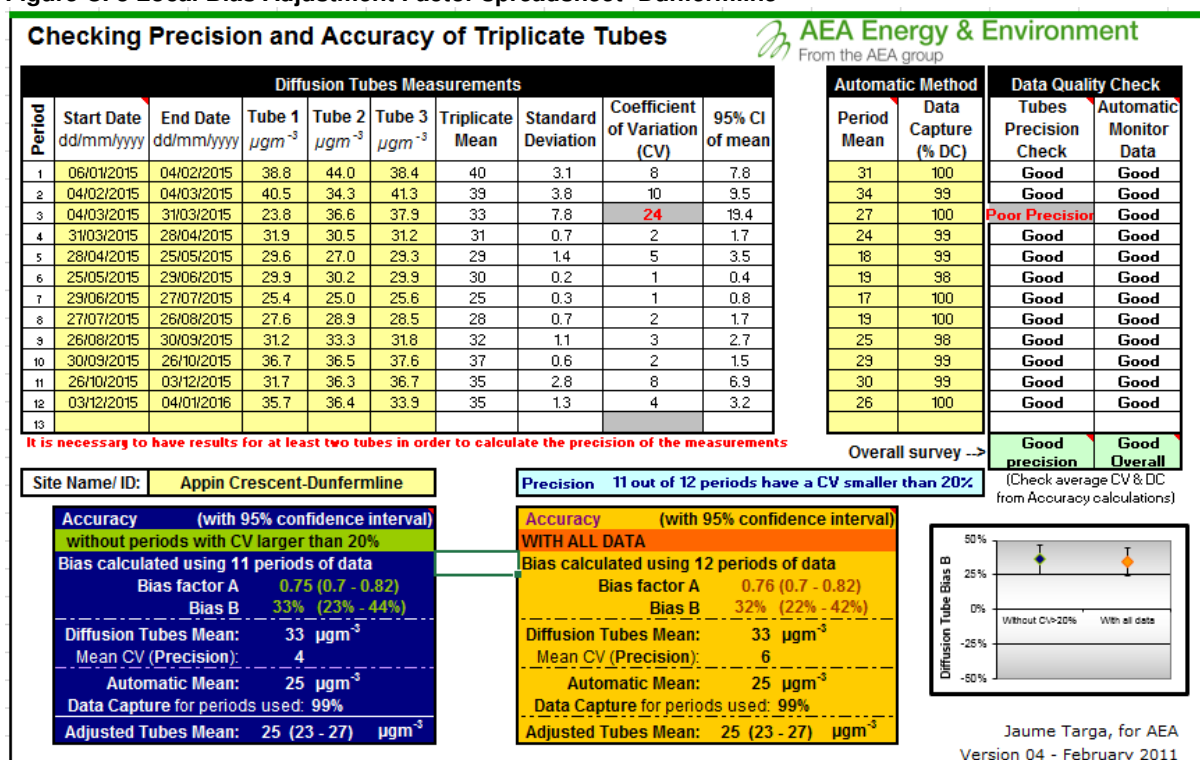 Figure C. 3 Local Bias Adjustment Factor Spreadsheet- Dunfermline
Checking Precision and Accuracy of Triplicate Tubes
AEA Energy & Environment
From the AEA group
Diffusion Tubes Measurements
Automatic Method
Data Quality Check
Period | Start Date dd/mm/yyyy | End Date dd/mm/yyyy | Tube 1 µgm-3 | Tube 2 µgm-3 | Tube 3 µgm-3 | Triplicate Mean | Standard Deviation | Coefficient of Variation (CV) | 95% CI of mean | Period Mean | Data Capture (% DC) | Tubes Precision Check | Automatic Monitor Data
1 06/01/2015 04/02/2015 38.8 44.0 38.4 40 3.1 8 7.8 31 100 Good Good
2 04/02/2015 04/03/2015 40.5 34.3 41.3 39 3.8 10 9.5 34 99 Good Good
3 04/03/2015 31/03/2015 23.8 36.6 37.9 33 7.8 24 19.4 27 100 Poor Precision Good
4 31/03/2015 28/04/2015 31.9 30.5 31.2 31 0.7 2 1.7 24 99 Good Good
5 28/04/2015 25/05/2015 29.6 27.0 29.3 29 1.4 5 3.5 18 99 Good Good
6 25/05/2015 29/06/2015 29.9 30.2 29.9 30 0.2 1 0.4 19 98 Good Good
7 29/06/2015 27/07/2015 25.4 25.0 25.6 25 0.3 1 0.8 17 100 Good Good
8 27/07/2015 26/08/2015 27.6 28.9 28.5 28 0.7 2 1.7 19 100 Good Good
9 26/08/2015 30/09/2015 31.2 33.3 31.8 32 1.1 3 2.7 25 98 Good Good
10 30/09/2015 26/10/2015 36.7 36.5 37.6 37 0.6 2 1.5 29 99 Good Good
11 26/10/2015 03/12/2015 31.7 36.3 36.7 35 2.8 8 6.9 30 99 Good Good
12 03/12/2015 04/01/2016 35.7 36.4 33.9 35 1.3 4 3.2 26 100 Good Good
13
It is necessary to have results for at least two tubes in order to calculate the precision of the measurements
Overall survey --> Good precision Good Overall
Site Name/ ID: Appin Crescent-Dunfermline
Precision 11 out of 12 periods have a CV smaller than 20%
(Check average CV & DC
from Accuracy calculations)
Accuracy (with 95% confidence interval)
without periods with CV larger than 20%
Bias calculated using 11 periods of data
Bias factor A 0.75 (0.7 - 0.82)
Bias B 33% (23% - 44%)
Diffusion Tubes Mean: 33 µgm-3
Mean CV (Precision): 4
Automatic Mean: 25 µgm-3
Data Capture for periods used: 99%
Adjusted Tubes Mean: 25 (23 - 27) µgm-3
Accuracy (with 95% confidence interval)
WITH ALL DATA
Bias calculated using 12 periods of data
Bias factor A 0.76 (0.7 - 0.82)
Bias B 32% (22% - 42%)
Diffusion Tubes Mean: 33 µgm-3
Mean CV (Precision): 6
Automatic Mean: 25 µgm-3
Data Capture for periods used: 99%
Adjusted Tubes Mean: 25 (23 - 27) µgm-3
Diffusion Tube Bias B
50%
25%
0%
-25%
-50%
Without CV>20% With all data
Jaume Targa, for AEA
Version 04 - February 2011